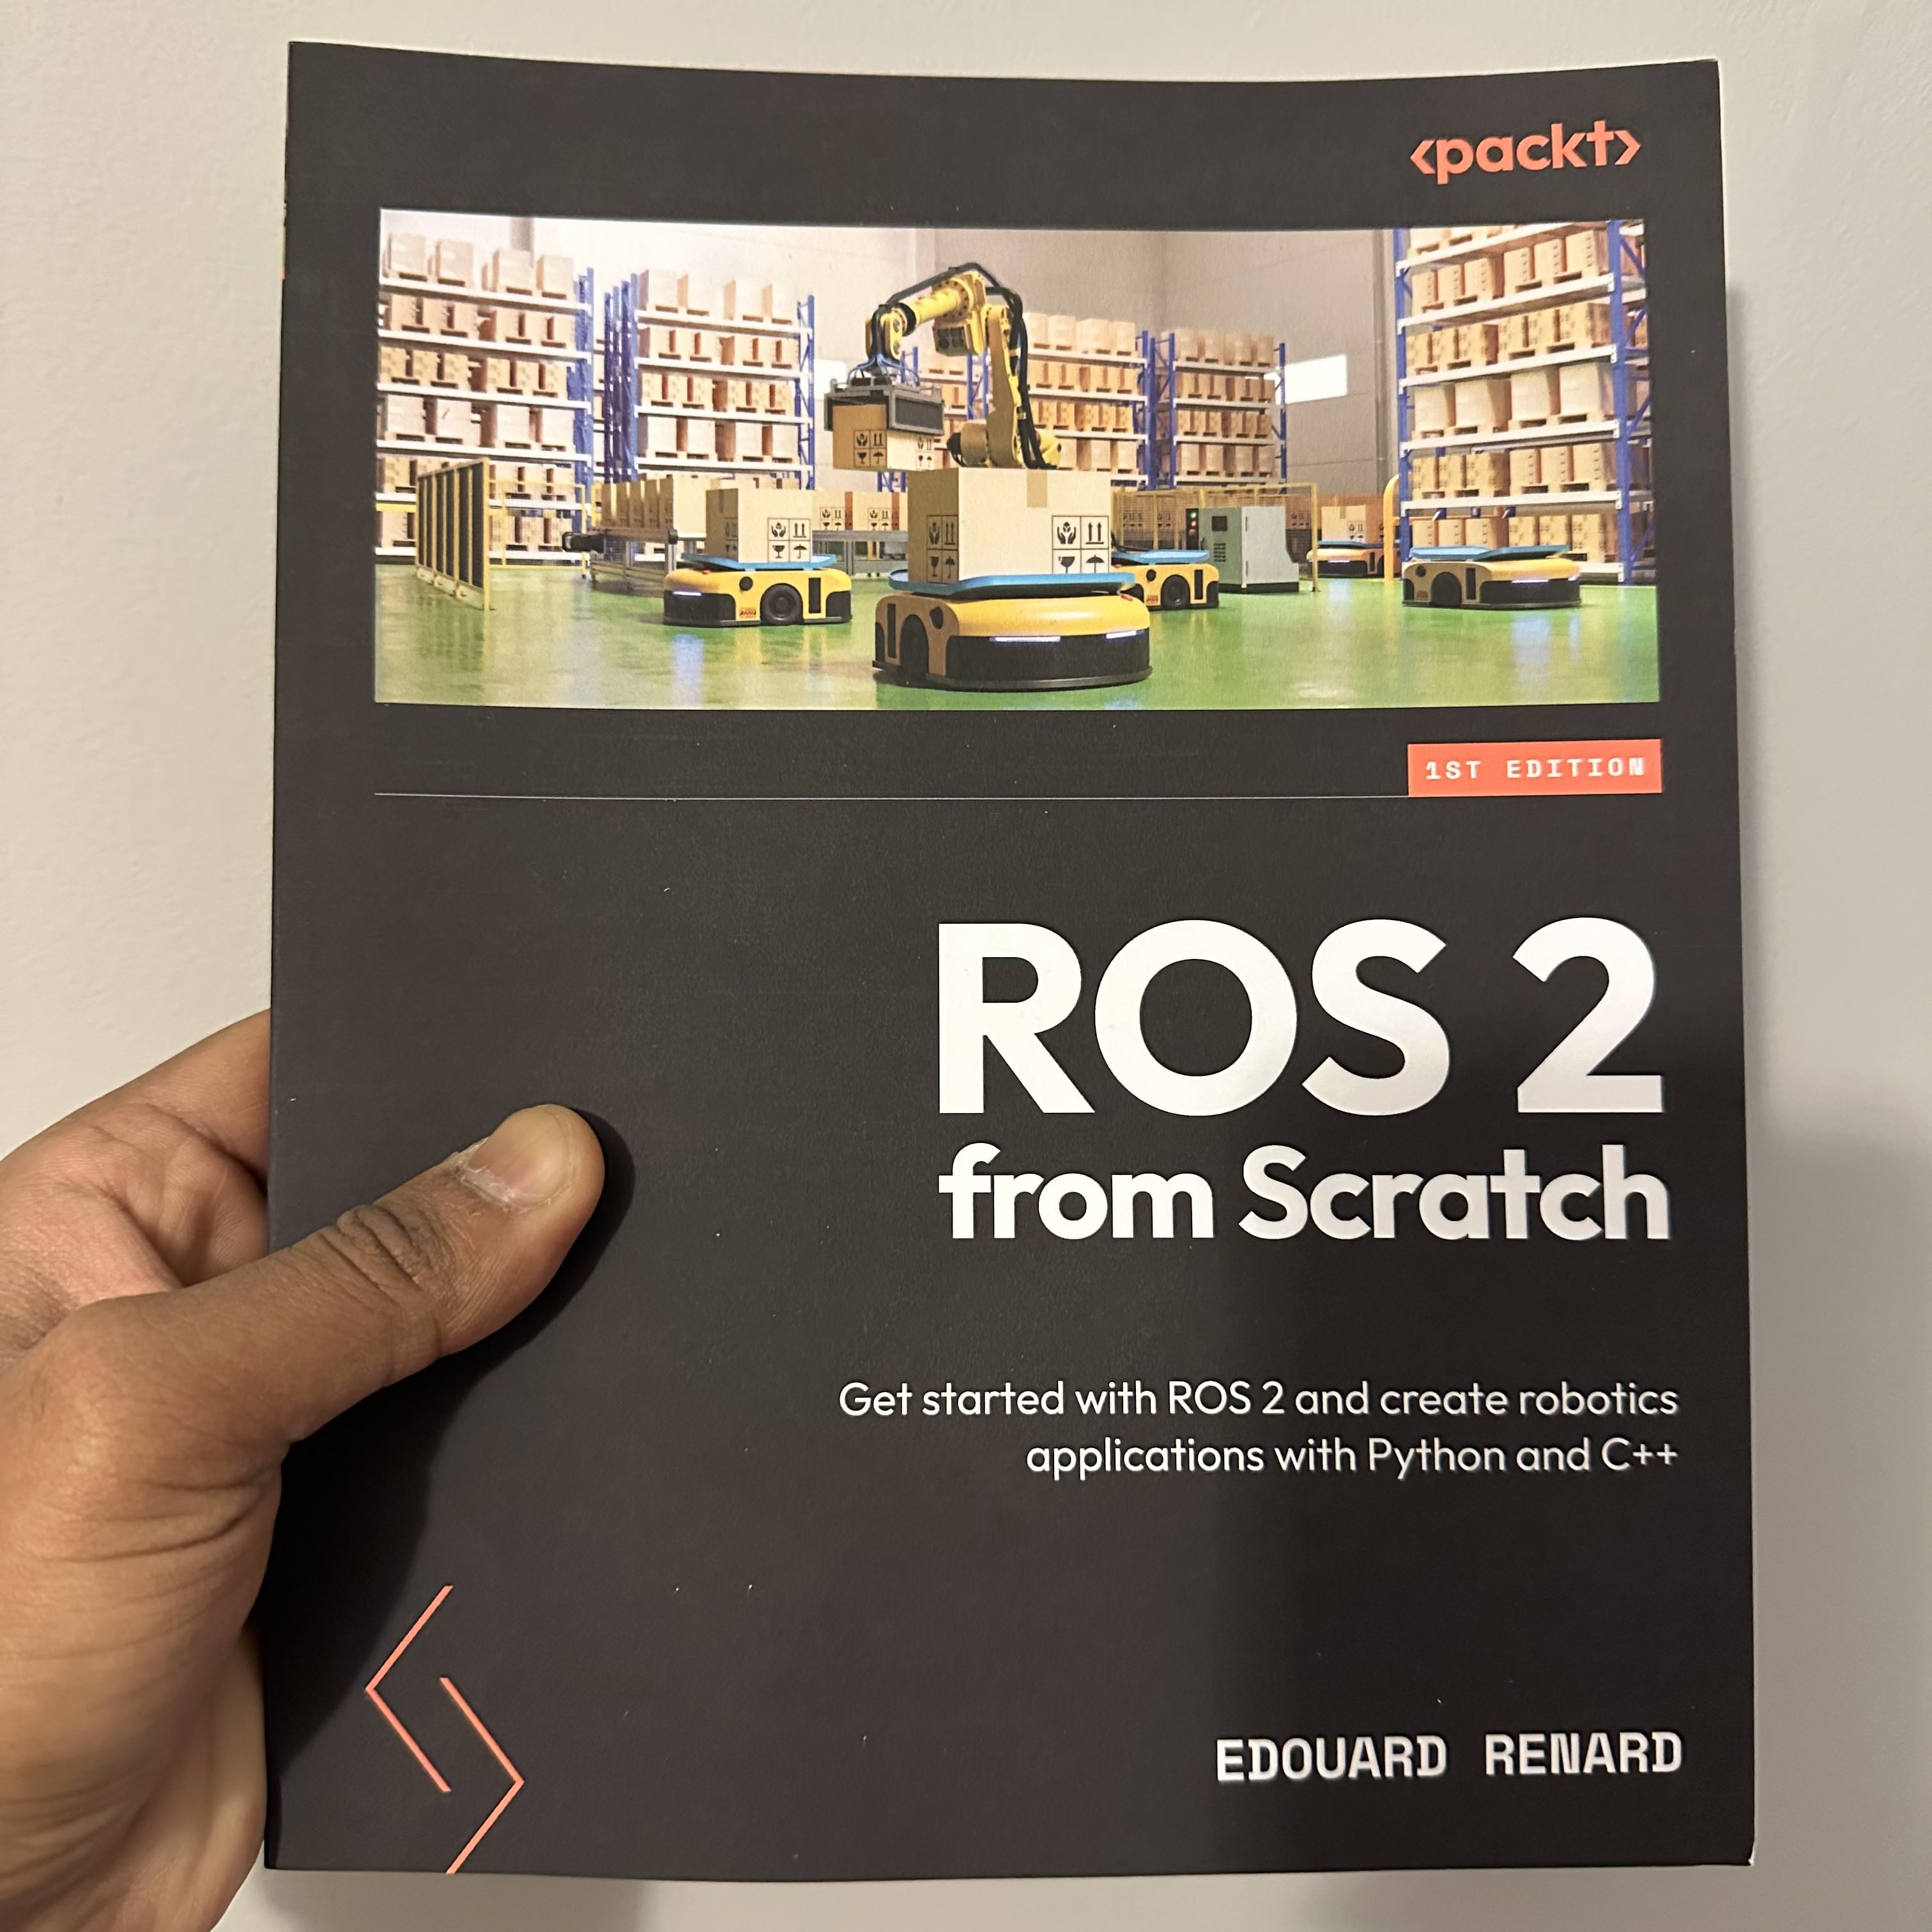 <packt>
1ST EDITION
ROS 2
from Scratch
Get started with ROS 2 and create robotics
applications with Python and C++
EDOUARD RENARD